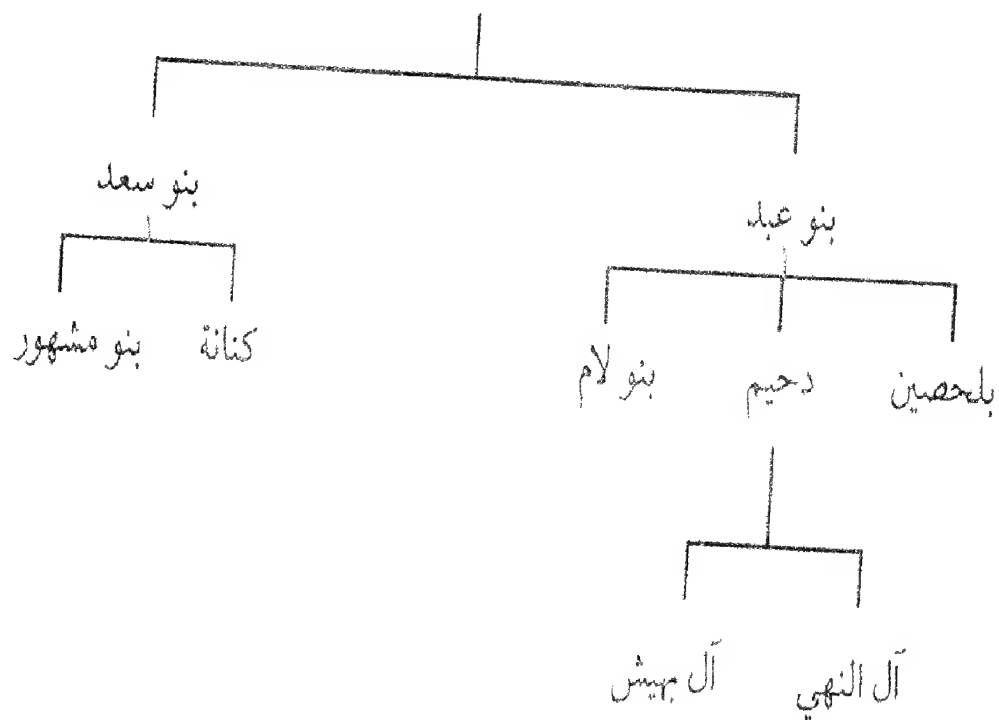 بنو عبد
بنو سعد
بلحصين
دحيم
بنو لام
كنانة
بنو مشهور
آل النهي
آل بهيش